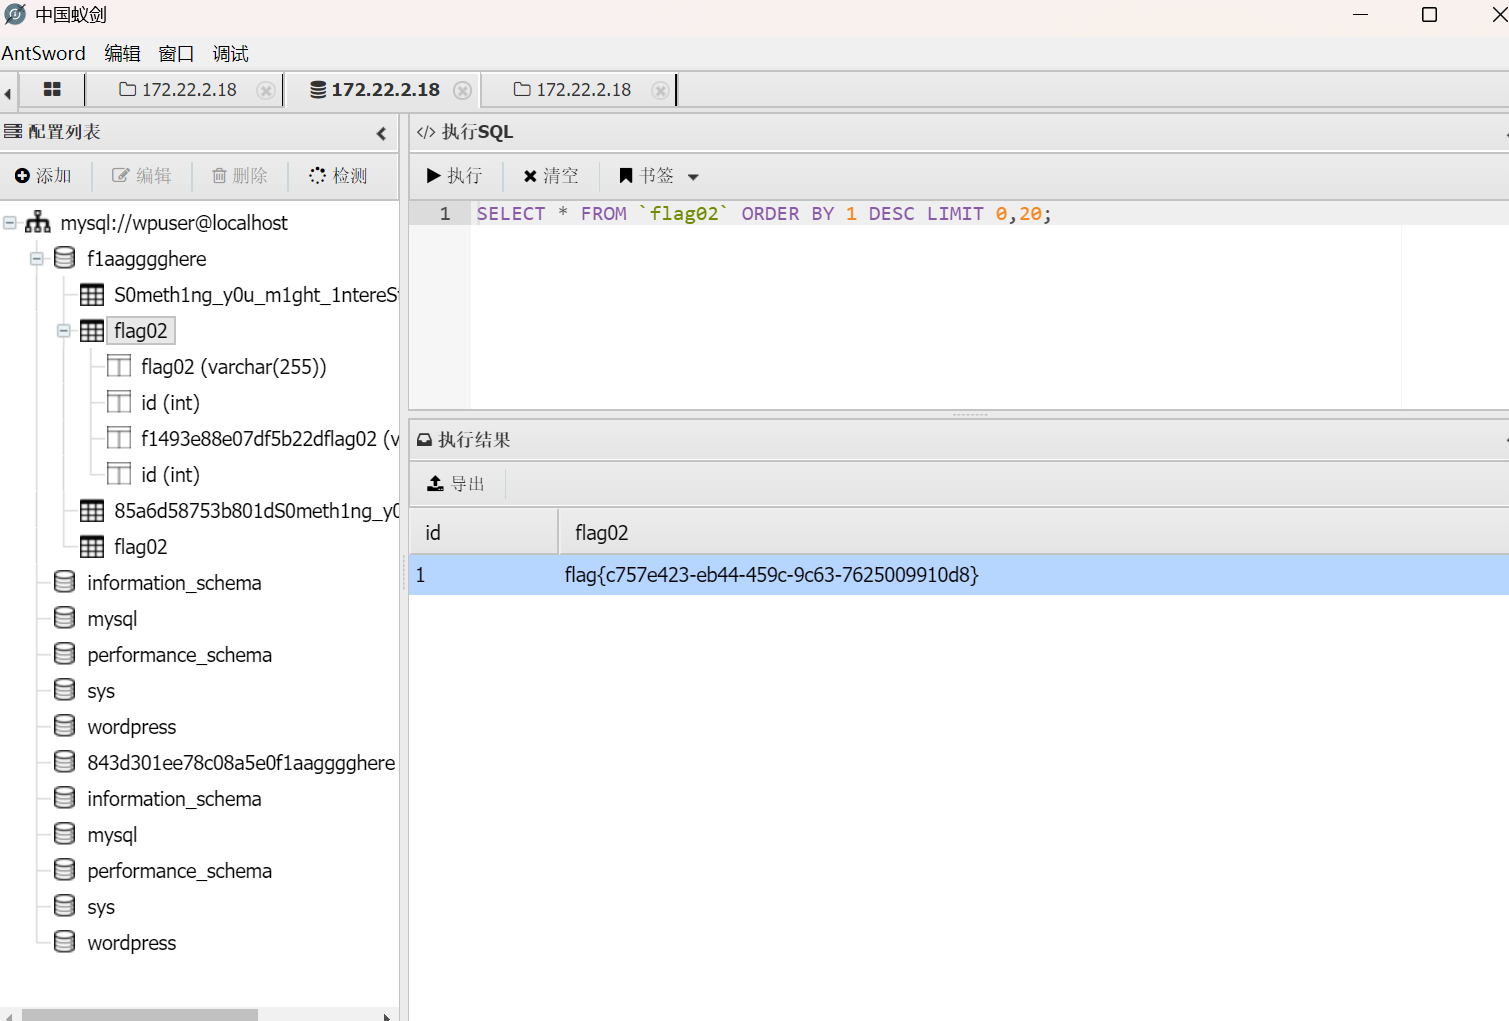 中国蚁剑
AntSword 编辑 窗口 调试
172.22.2.18 172.22.2.18 172.22.2.18
配置列表
添加 编辑 删除 检测
mysql://wpuser@localhost
f1aagggghere
S0meth1ng_y0u_m1ght_1ntereS
flag02
flag02 (varchar(255))
id (int)
f1493e88e07df5b22dflag02 (v
id (int)
85a6d58753b801dS0meth1ng_y0
flag02
information_schema
mysql
performance_schema
sys
wordpress
843d301ee78c08a5e0f1aagggghere
information_schema
mysql
performance_schema
sys
wordpress
</> 执行SQL
执行 清空 书签
1 SELECT * FROM `flag02` ORDER BY 1 DESC LIMIT 0,20;
执行结果
导出
id flag02
1 flag{c757e423-eb44-459c-9c63-7625009910d8}